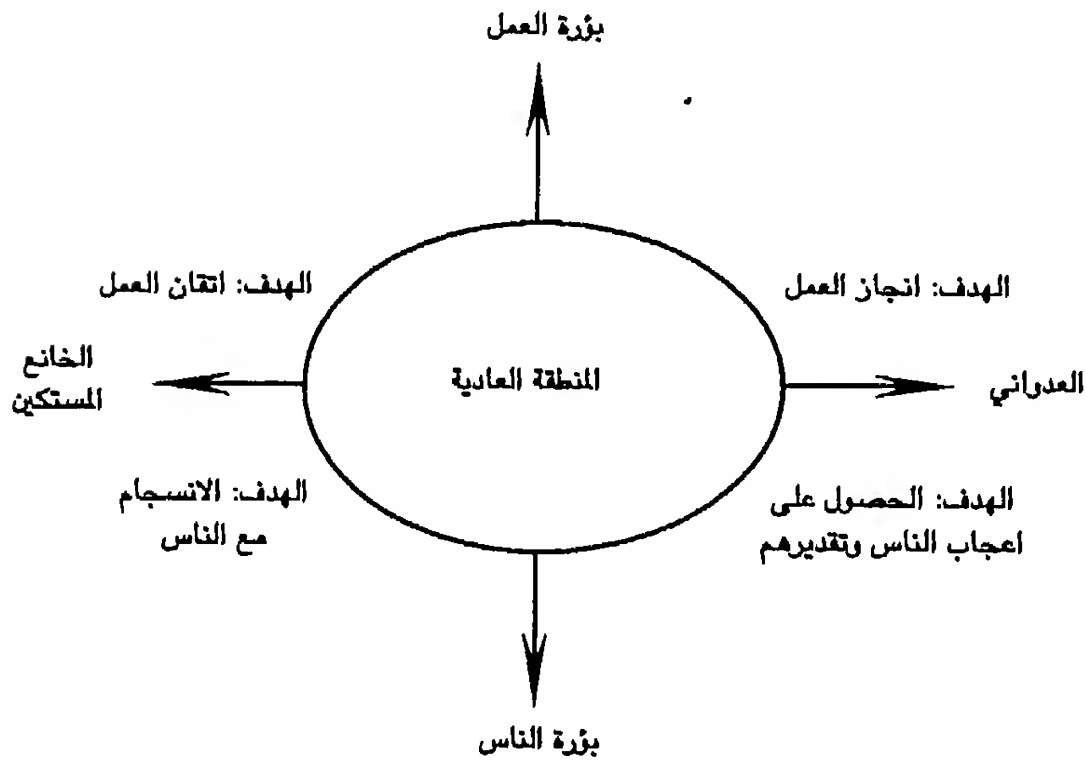 بؤرة العمل
الهدف: انجاز العمل
الهدف: اتقان العمل
العدواني
المنطقة العادية
الخانع
المستكين
الهدف: الحصول على
اعجاب الناس وتقديرهم
الهدف: الانسجام
مع الناس
بؤرة الناس